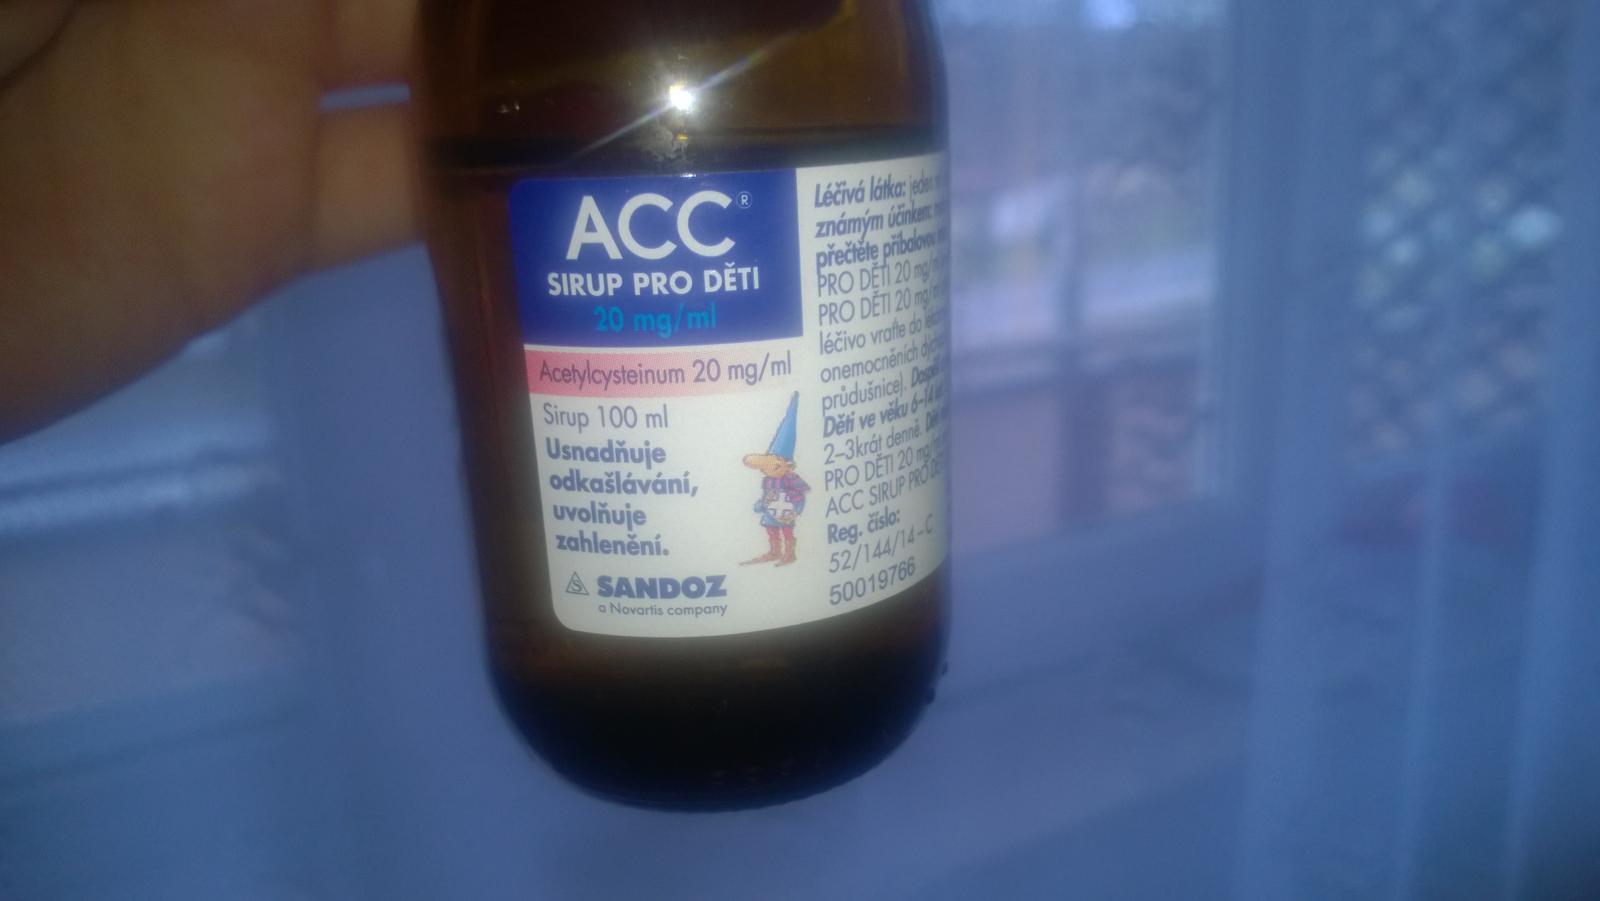 ACC®
SIRUP PRO DĚTI
20 mg/ml
Acetylcysteinum 20 mg/ml
Sirup 100 ml
Usnadňuje
odkašlávání,
uvolňuje
zahlenění.
S SANDOZ
a Novartis company
Léčivá látka: jeden
známým účinkem:
přečtěte příbalovou
PRO DĚTI 20 mg/ml
PRO DĚTI 20 mg/ml
léčivo vraťte do
onemocněních
průdušnice).
Děti ve věku 6–14
2–3krát denně.
PRO DĚTI 20 mg/ml
ACC SIRUP PRO
Reg. číslo:
52/144/14-C
50019766